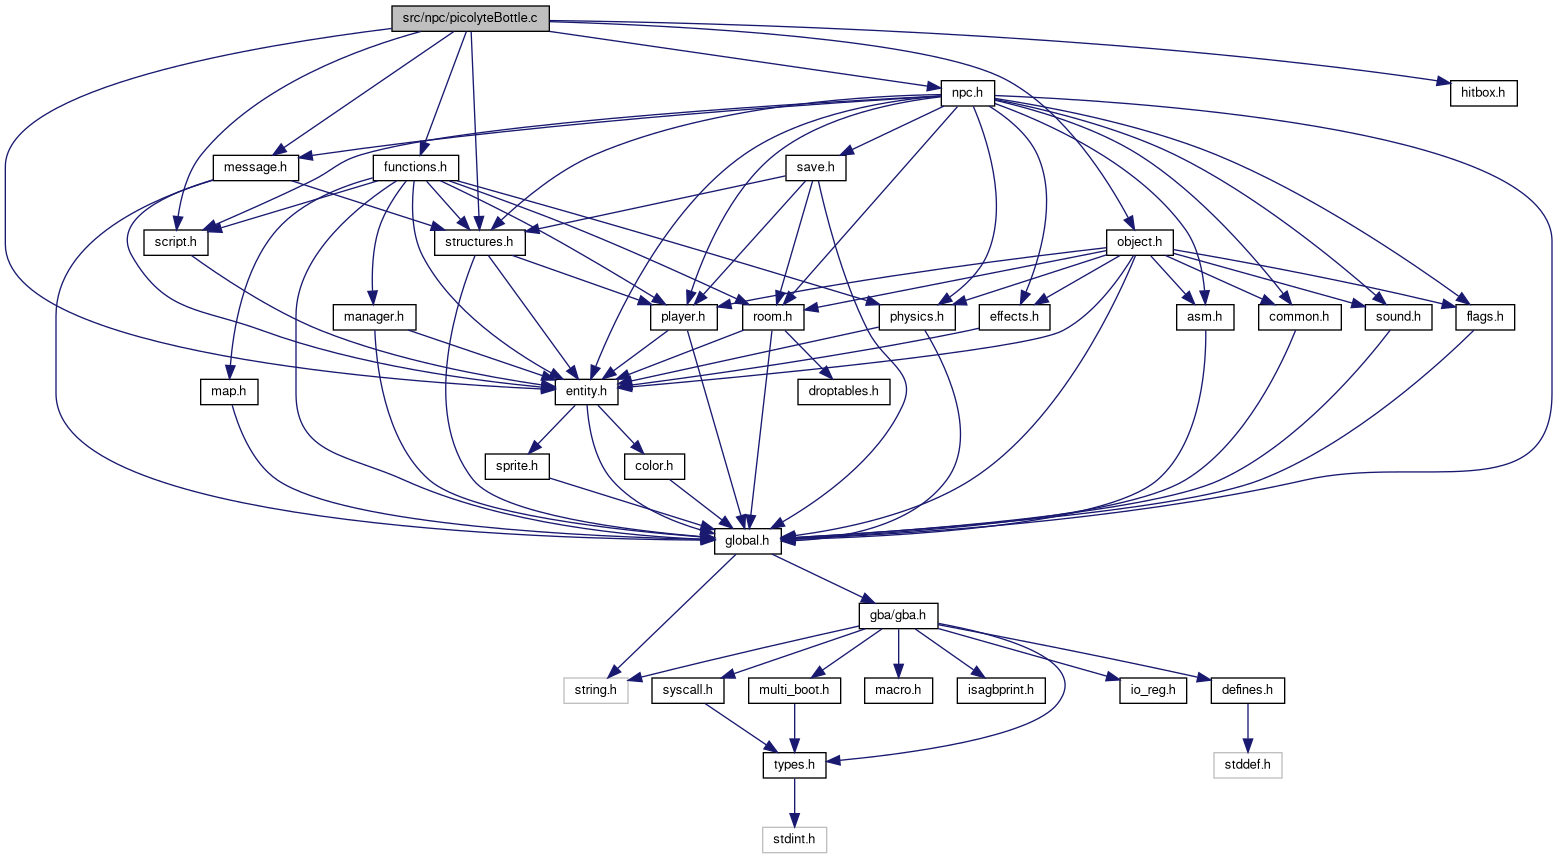 src/npc/picolyteBottle.c
npc.h
hitbox.h
message.h
functions.h
save.h
script.h
structures.h
object.h
manager.h
player.h
room.h
physics.h
effects.h
asm.h
common.h
sound.h
flags.h
map.h
entity.h
droptables.h
sprite.h
color.h
global.h
gba/gba.h
string.h
syscall.h
multi_boot.h
macro.h
isagbprint.h
io_reg.h
defines.h
types.h
stddef.h
stdint.h